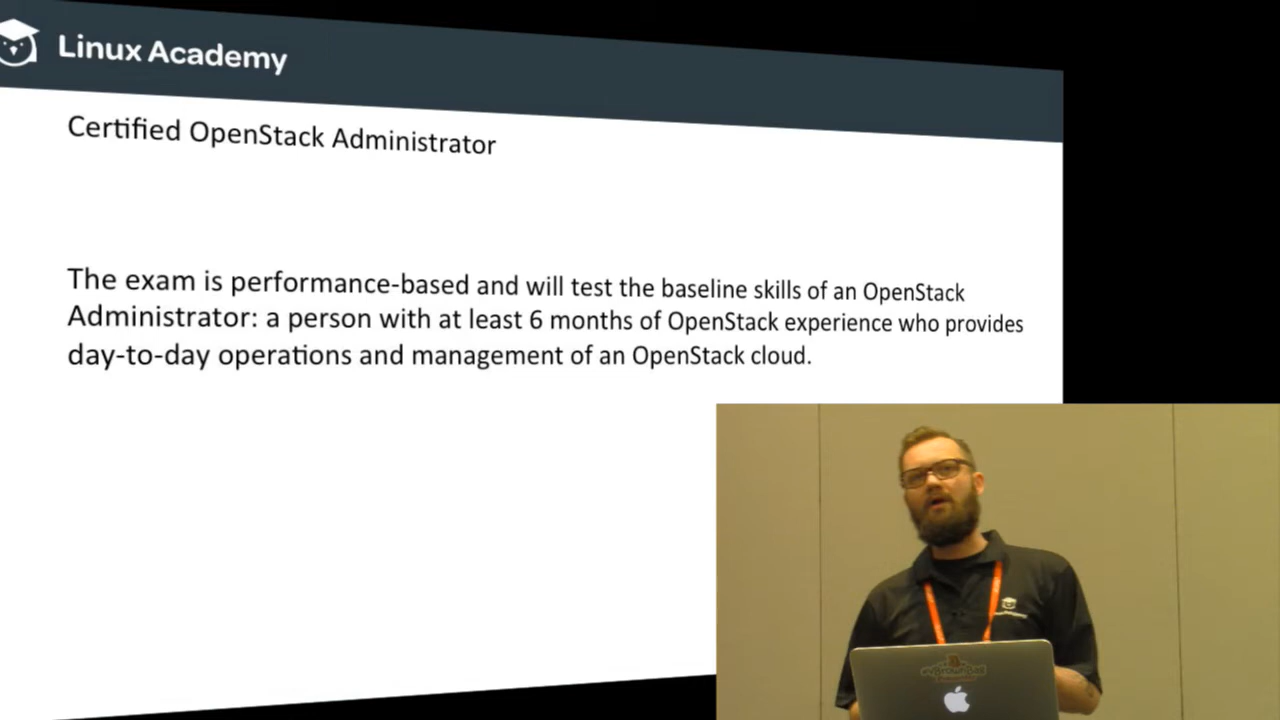 Linux Academy
Certified OpenStack Administrator
The exam is performance-based and will test the baseline skills of an OpenStack
Administrator: a person with at least 6 months of OpenStack experience who provides
day-to-day operations and management of an OpenStack cloud.